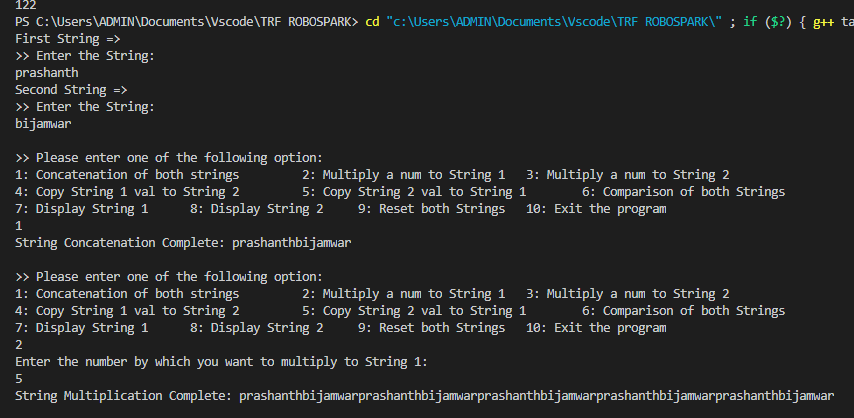 122
PS C:\Users\ADMIN\Documents\Vscode\TRF ROBOSPARK> cd "c:\Users\ADMIN\Documents\Vscode\TRF ROBOSPARK\" ; if ($?) { g++ ta
First String =>
>> Enter the String:
prashanth
Second String =>
>> Enter the String:
bijamwar
>> Please enter one of the following option:
1: Concatenation of both strings 2: Multiply a num to String 1 3: Multiply a num to String 2
4: Copy String 1 val to String 2 5: Copy String 2 val to String 1 6: Comparison of both Strings
7: Display String 1 8: Display String 2 9: Reset both Strings 10: Exit the program
1
String Concatenation Complete: prashanthbijamwar
>> Please enter one of the following option:
1: Concatenation of both strings 2: Multiply a num to String 1 3: Multiply a num to String 2
4: Copy String 1 val to String 2 5: Copy String 2 val to String 1 6: Comparison of both Strings
7: Display String 1 8: Display String 2 9: Reset both Strings 10: Exit the program
2
Enter the number by which you want to multiply to String 1:
5
String Multiplication Complete: prashanthbijamwarprashanthbijamwarprashanthbijamwarprashanthbijamwarprashanthbijamwar